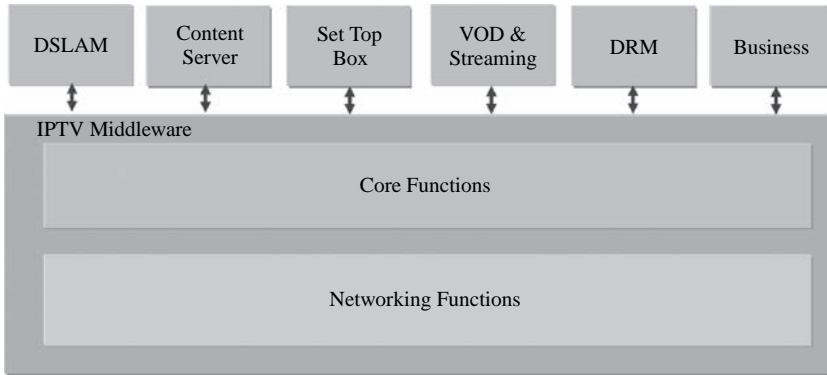 DSLAM
Content
Server
Set Top
Box
VOD &
Streaming
DRM
Business
IPTV Middleware
Core Functions
Networking Functions